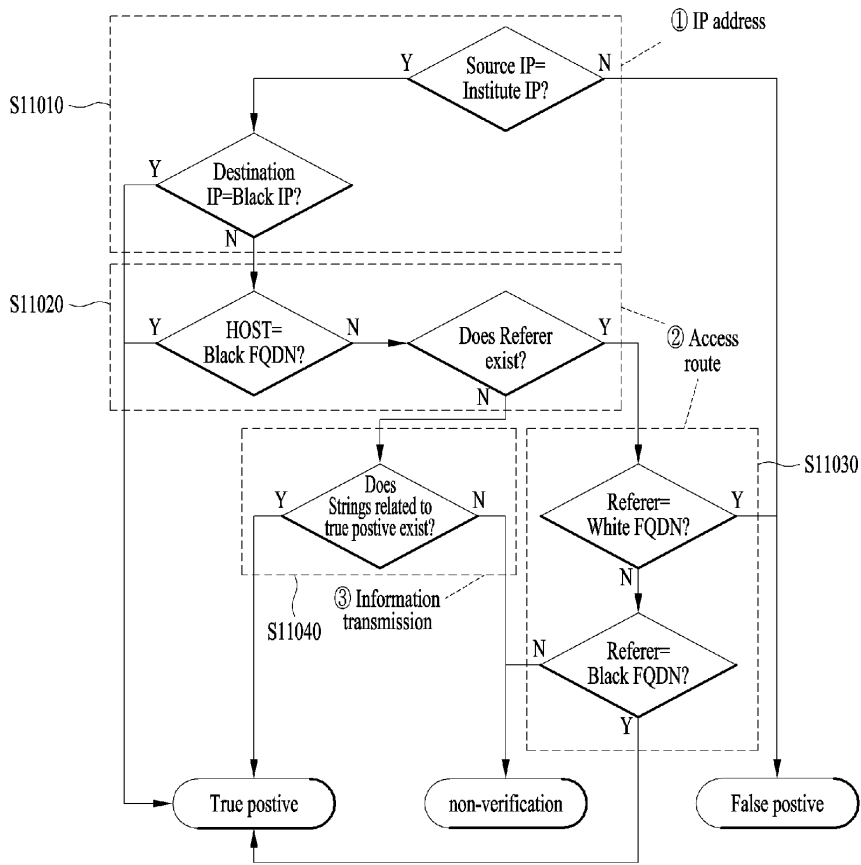 ① IP address
Y
Source IP=
Institute IP?
N
S11010
Y
Destination
IP=Black IP?
N
S11020
Y
HOST=
Black FQDN?
N
Does Referer
exist?
Y
N
② Access
route
S11030
Y
Does
Strings related to
true postive exist?
N
Referer=
White FQDN?
Y
N
S11040
③ Information
transmission
N
Referer=
Black FQDN?
Y
True postive
non-verification
False postive